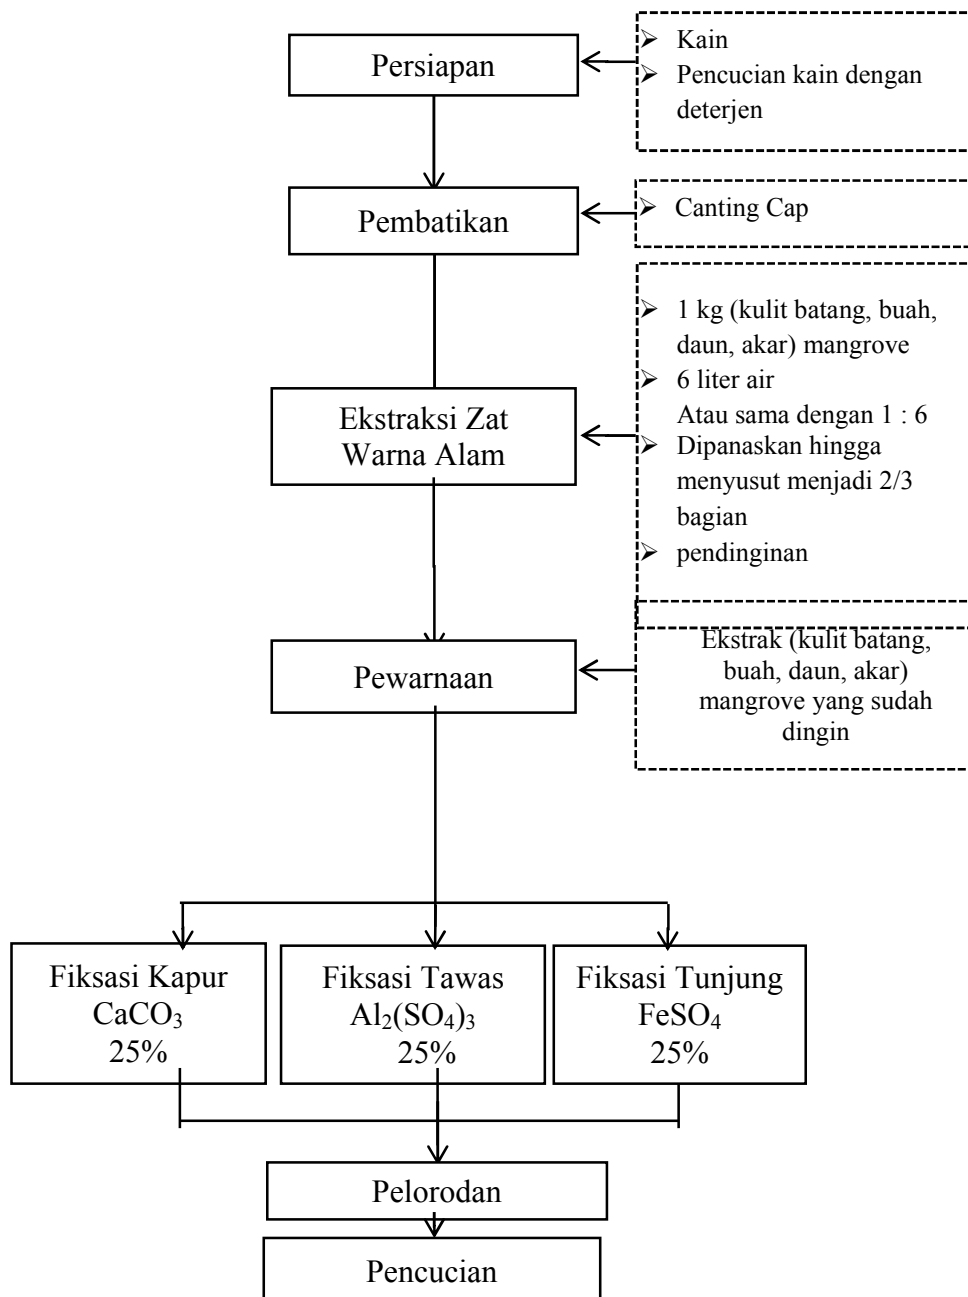 Persiapan
➢ Kain
➢ Pencucian kain dengan
deterjen
Pembatikan
➢ Canting Cap
Ekstraksi Zat
Warna Alam
➢ 1 kg (kulit batang, buah,
daun, akar) mangrove
➢ 6 liter air
Atau sama dengan 1 : 6
➢ Dipanaskan hingga
menyusut menjadi 2/3
bagian
➢ pendinginan
Pewarnaan
Ekstrak (kulit batang,
buah, daun, akar)
mangrove yang sudah
dingin
Fiksasi Kapur
CaCO₃
25%
Fiksasi Tawas
Al₂(SO₄)₃
25%
Fiksasi Tunjung
FeSO₄
25%
Pelorodan
Pencucian